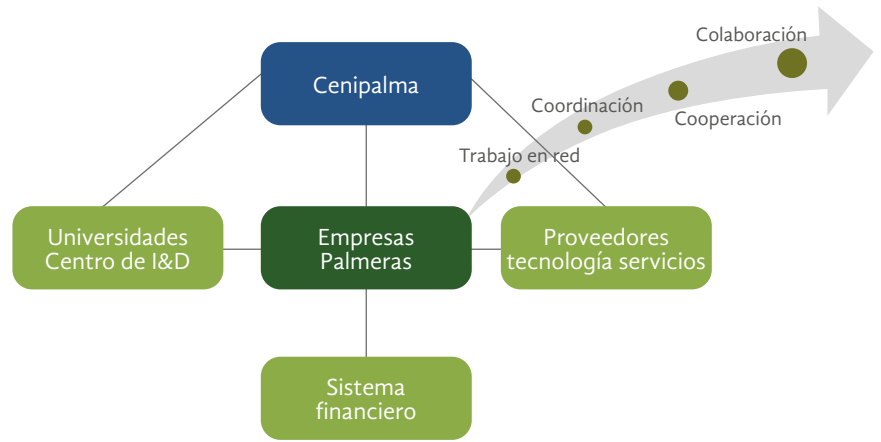 Colaboración
Cenipalma
Coordinación
Cooperación
Trabajo en red
Universidades
Centro de I&D
Empresas
Palmeras
Proveedores
tecnología servicios
Sistema
financiero